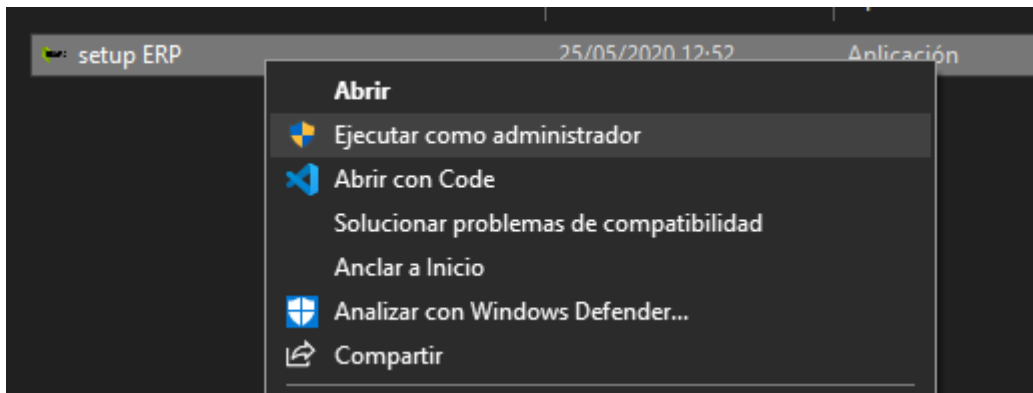 setup ERP 25/05/2020 12:52 Aplicación
Abrir
Ejecutar como administrador
Abrir con Code
Solucionar problemas de compatibilidad
Anclar a Inicio
Analizar con Windows Defender...
Compartir